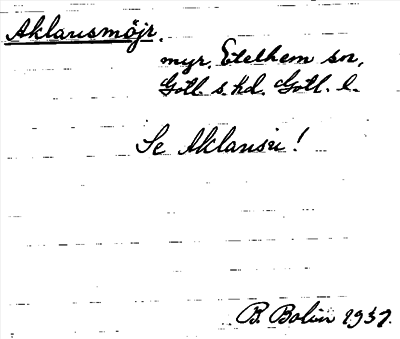 Aklausmöjr.
myr. Etelhem sn,
Gotl. s. hd. Gotl. l.
Se Aklausu!
B. Bolin 1937.